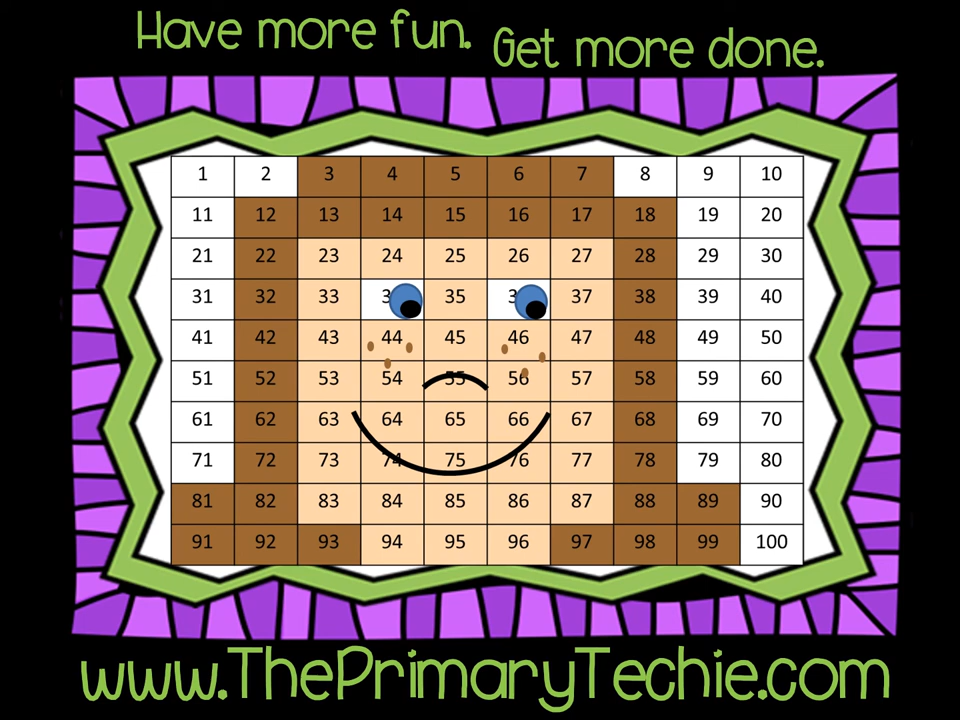 Have more fun. Get more done.
1 2 3 4 5 6 7 8 9 10
11 12 13 14 15 16 17 18 19 20
21 22 23 24 25 26 27 28 29 30
31 32 33 3 35 3 37 38 39 40
41 42 43 44 45 46 47 48 49 50
51 52 53 54 55 56 57 58 59 60
61 62 63 64 65 66 67 68 69 70
71 72 73 74 75 76 77 78 79 80
81 82 83 84 85 86 87 88 89 90
91 92 93 94 95 96 97 98 99 100
www.ThePrimaryTechie.com